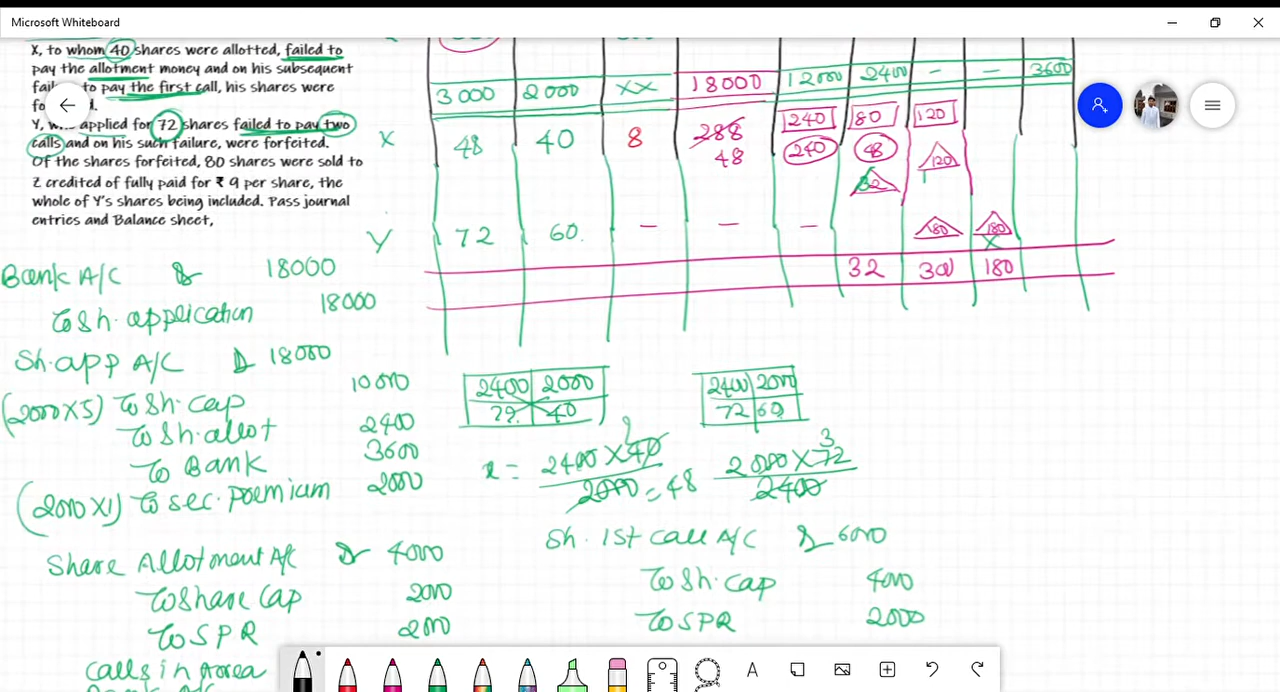 Microsoft Whiteboard
X, to whom 40 shares were allotted, failed to
pay the allotment money and on his subsequent
to pay the first call, his shares were
Y, applied for 72 shares failed to pay two
calls and on his such failure, were forfeited.
Of the shares forfeited, 80 shares were sold to
Z credited of fully paid for ₹ 9 per share, the
whole of Y's shares being included. Pass journal
entries and Balance sheet,
3000 2000 XX 18000 12000 2400 - - 3600
X 48 40 8 288 240 80 120
48 240 48 120
32
Y 72 60. - - - 180 180
X
32 300 180
Bank A/C Dr 18000
To Sh. application 18000
Sh. app A/C Dr 18000
(2000 X 5) To Sh. Cap 10000
To Sh. allot 2400
To Bank 3600
(2000 X 1) To sec. premium 2000
Share Allotment A/c Dr 4000
To Share Cap 2000
To SPR 2000
Calls in Area
Bank A/C
2400 2000
72. 40
2400 2000
72 60.
x = 2400 X 40 / 2000 = 48
2000 X 72 / 2400
3
Sh. 1st Call A/C Dr 6000
To Sh. Cap 4000
To SPR 2000
A